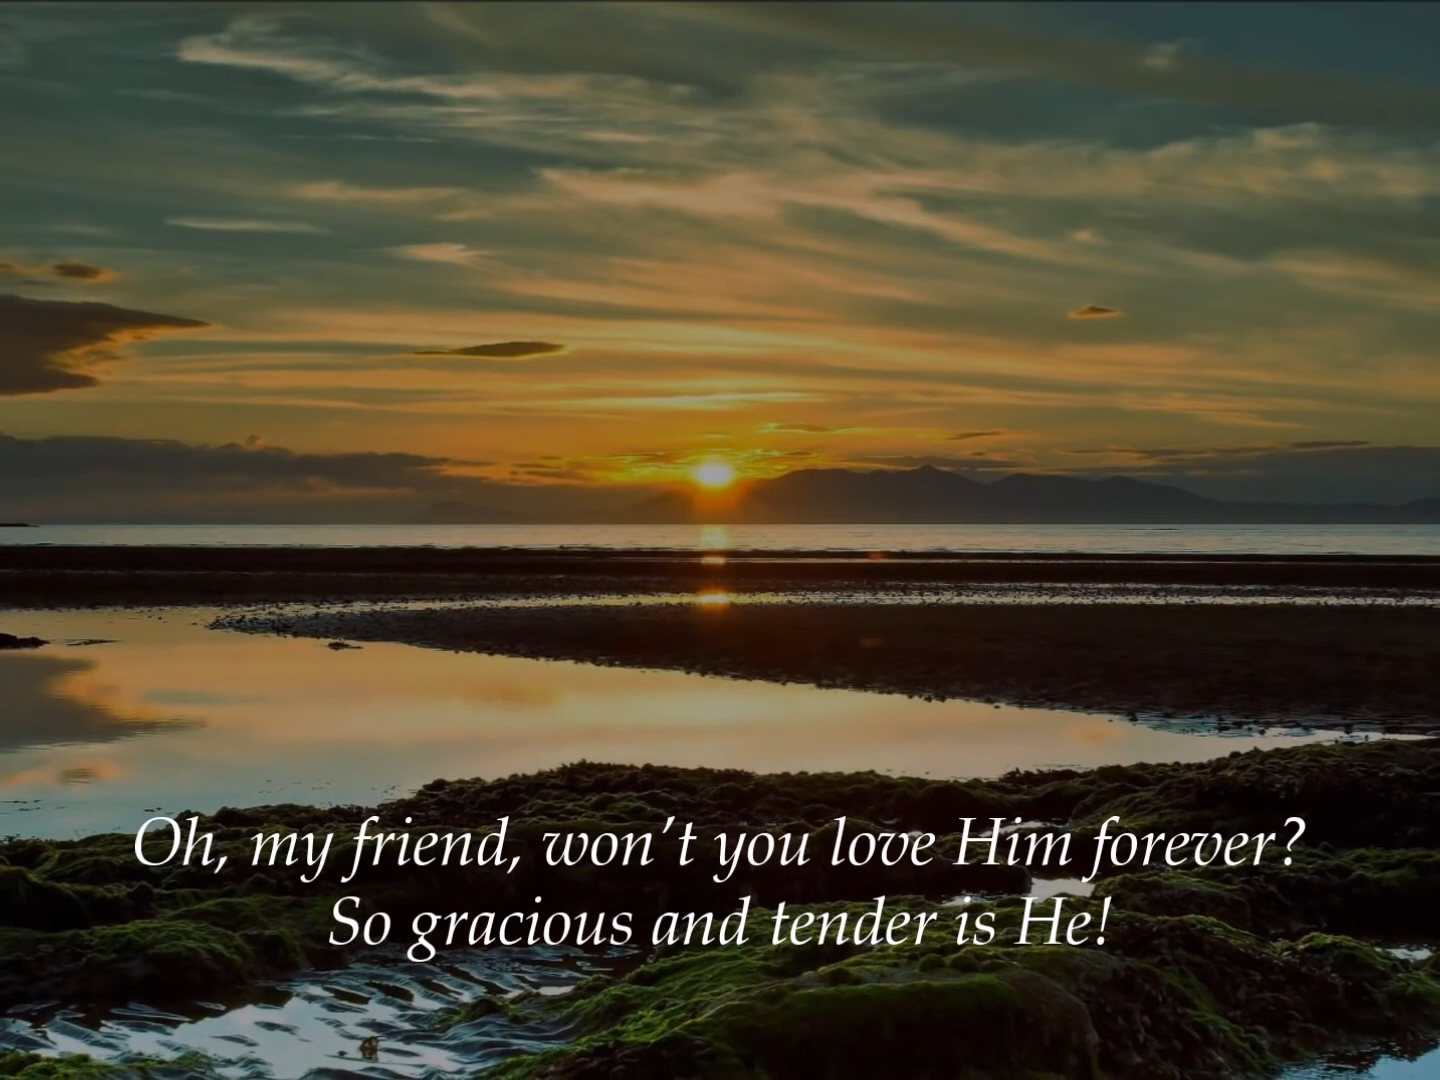 Oh, my friend, won’t you love Him forever?
So gracious and tender is He!